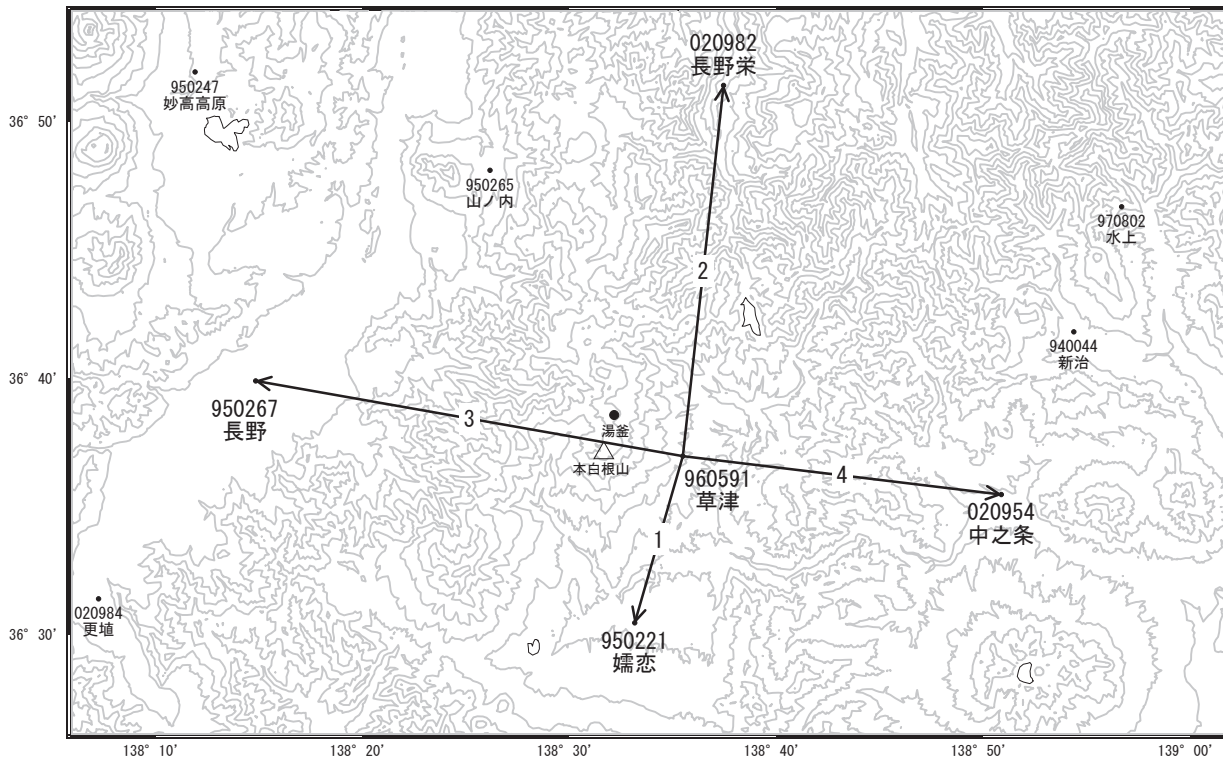 020982
長野栄
950247
妙高高原
36° 50'
950265
山ノ内
970802
水上
2
940044
新治
36° 40'
950267
長野
3
湯釜
本白根山
960591
草津
4
020954
中之条
1
020984
更埴
36° 30'
950221
嬬恋
138° 10'
138° 20'
138° 30'
138° 40'
138° 50'
139° 00'